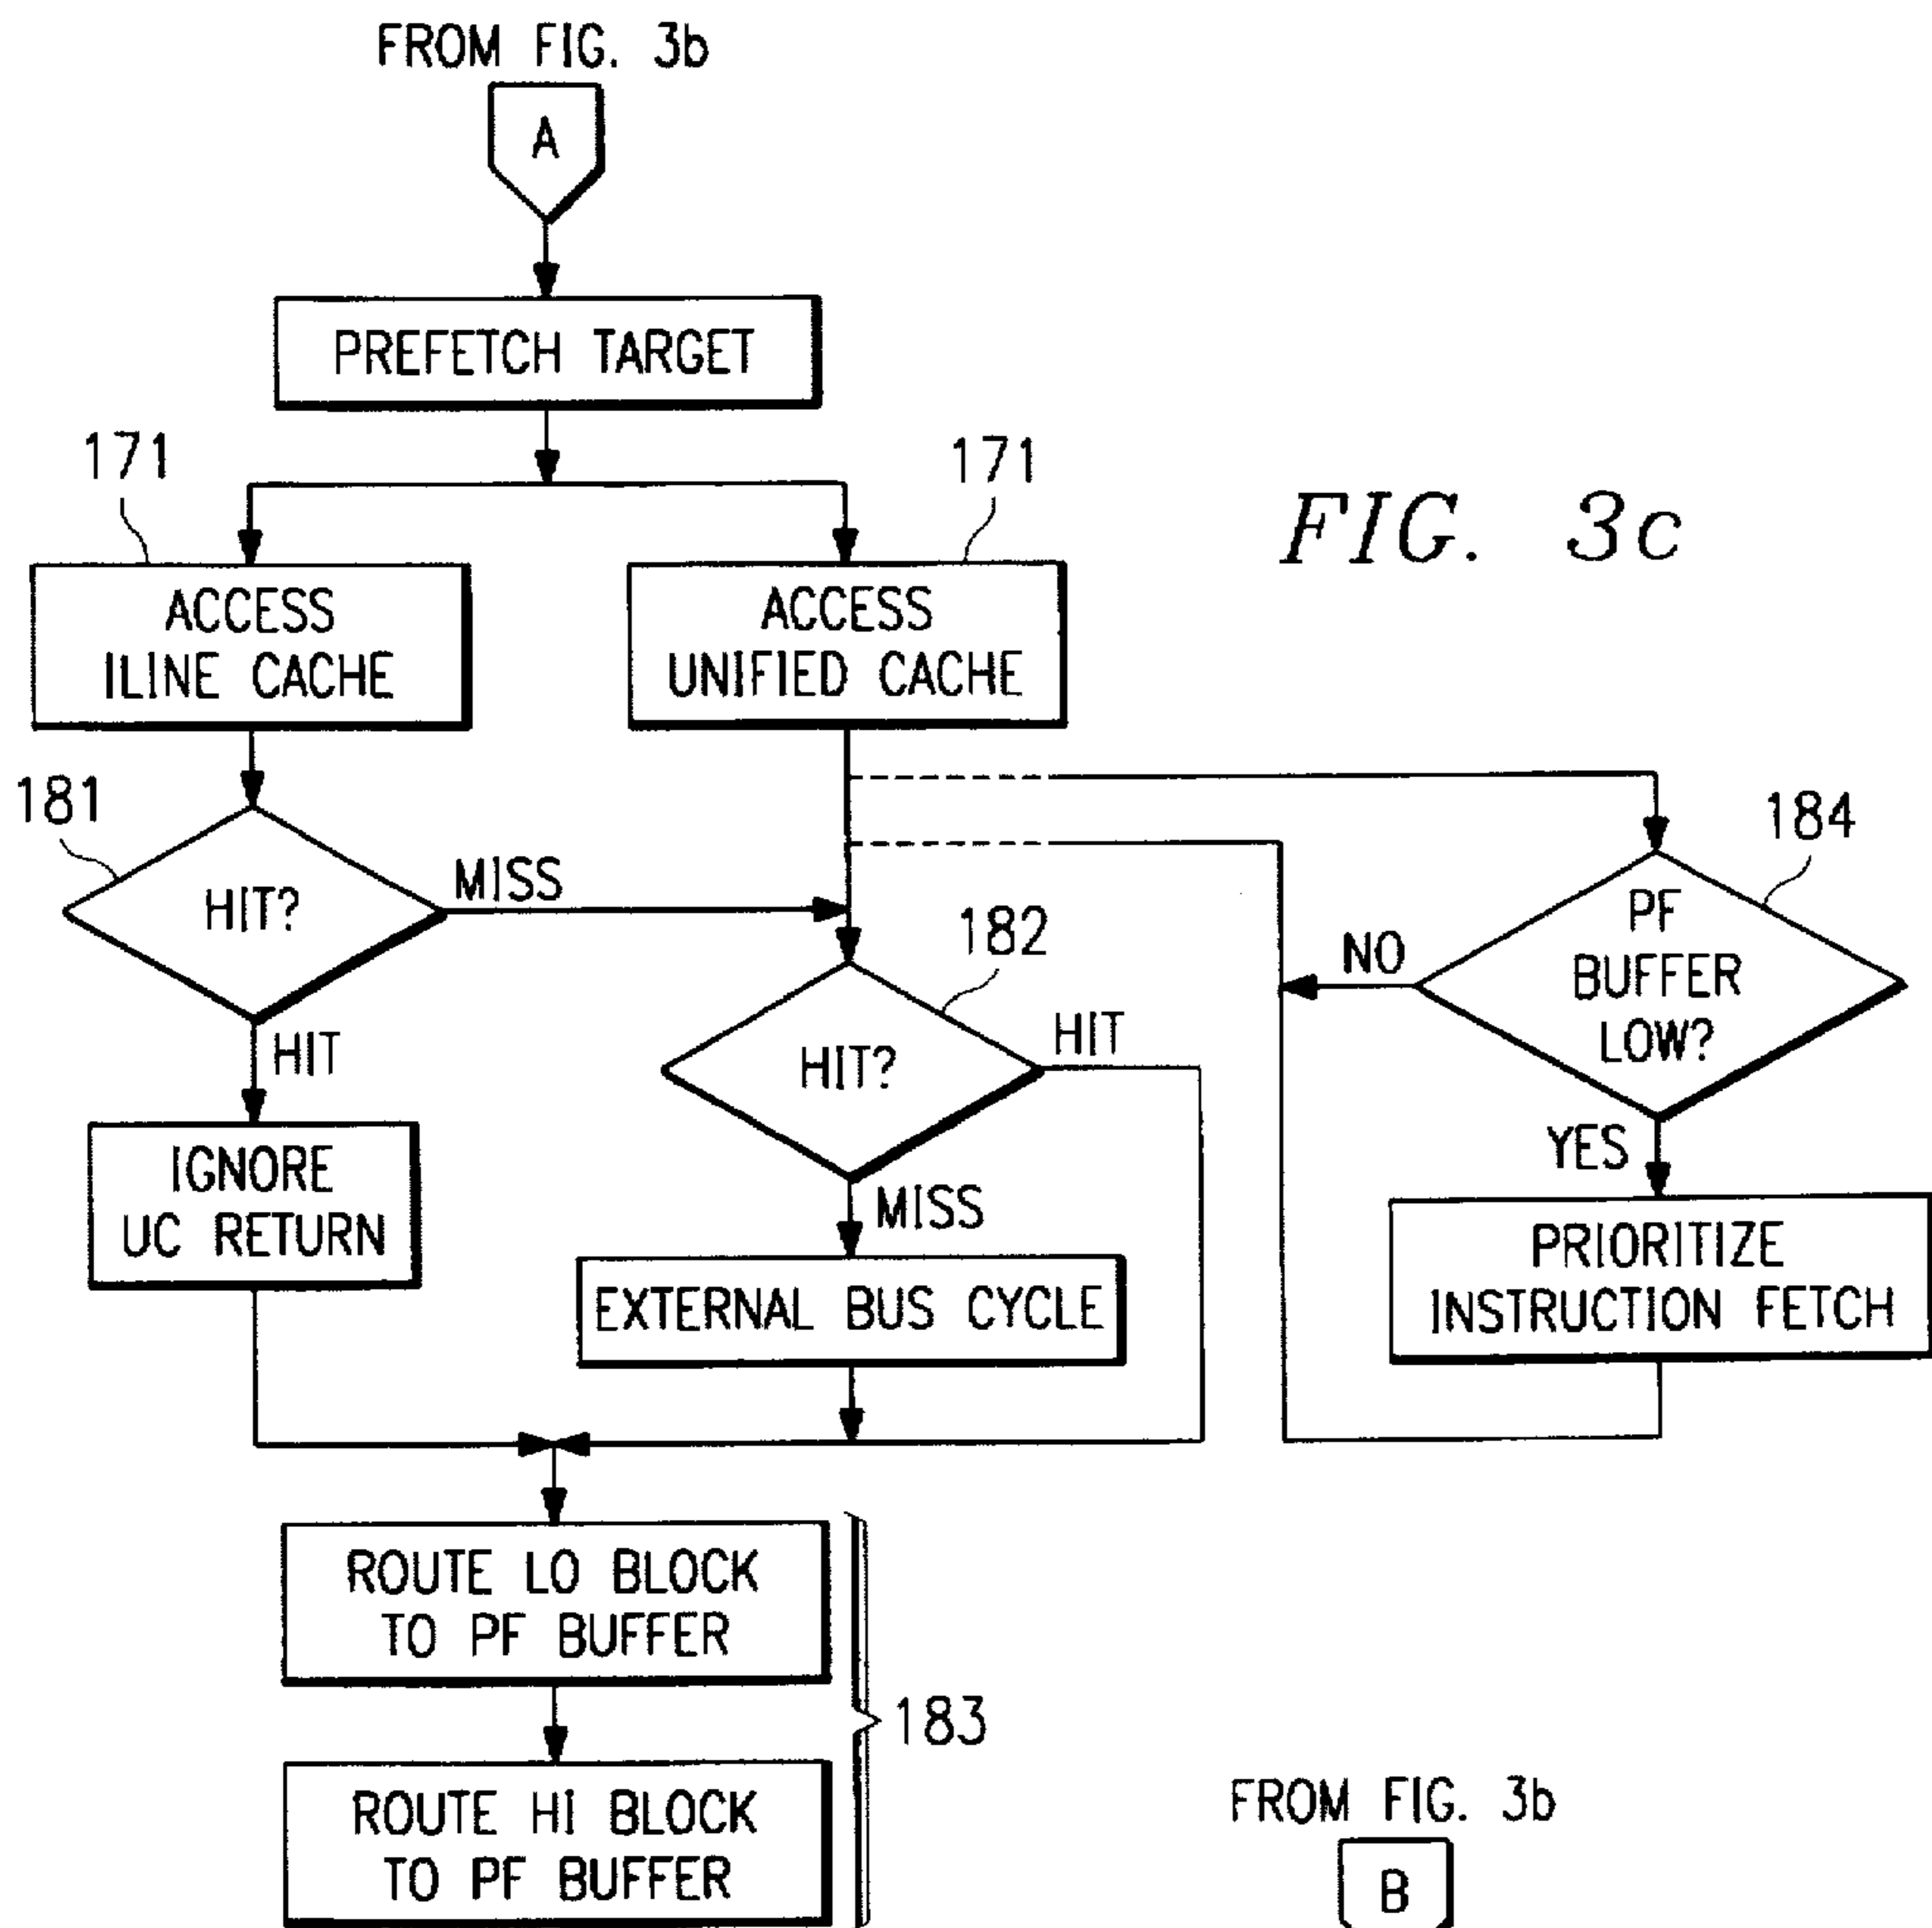 FROM FIG. 3b
A
PREFETCH TARGET
171
171
FIG. 3c
ACCESS
ILINE CACHE
ACCESS
UNIFIED CACHE
181
HIT?
MISS
HIT
182
HIT?
HIT
MISS
184
PF
BUFFER
LOW?
NO
YES
IGNORE
UC RETURN
EXTERNAL BUS CYCLE
PRIORITIZE
INSTRUCTION FETCH
ROUTE LO BLOCK
TO PF BUFFER
183
ROUTE HI BLOCK
TO PF BUFFER
FROM FIG. 3b
B